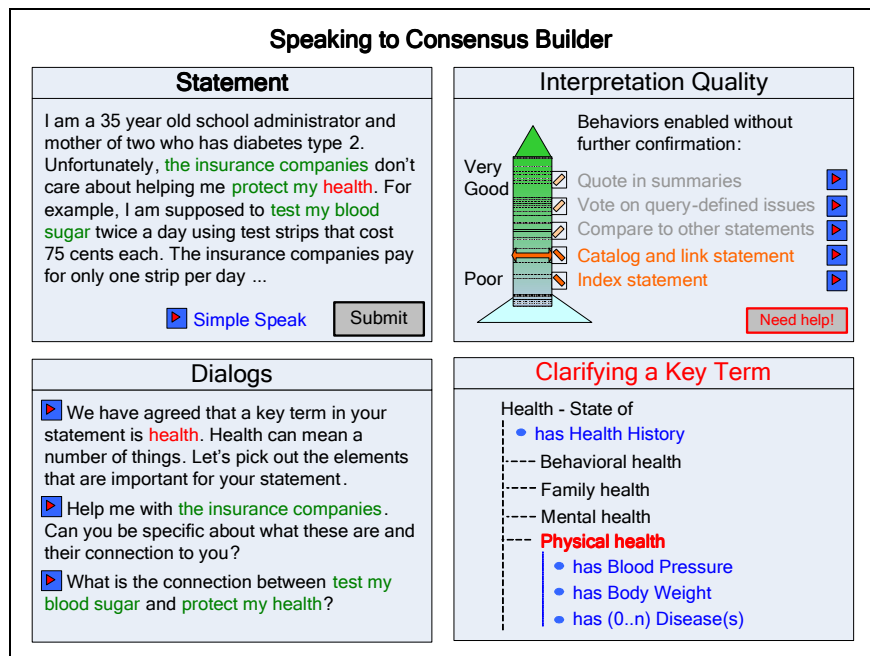 Speaking to Consensus Builder
Statement
I am a 35 year old school administrator and
mother of two who has diabetes type 2.
Unfortunately, the insurance companies don't
care about helping me protect my health. For
example, I am supposed to test my blood
sugar twice a day using test strips that cost
75 cents each. The insurance companies pay
for only one strip per day ...
Simple Speak
Submit
Interpretation Quality
Behaviors enabled without
further confirmation:
Very
Good
Quote in summaries
Vote on query-defined issues
Compare to other statements
Catalog and link statement
Poor
Index statement
Need help!
Dialogs
We have agreed that a key term in your
statement is health. Health can mean a
number of things. Let's pick out the elements
that are important for your statement.
Help me with the insurance companies.
Can you be specific about what these are and
their connection to you?
What is the connection between test my
blood sugar and protect my health?
Clarifying a Key Term
Health - State of
has Health History
Behavioral health
Family health
Mental health
Physical health
has Blood Pressure
has Body Weight
has (0..n) Disease(s)